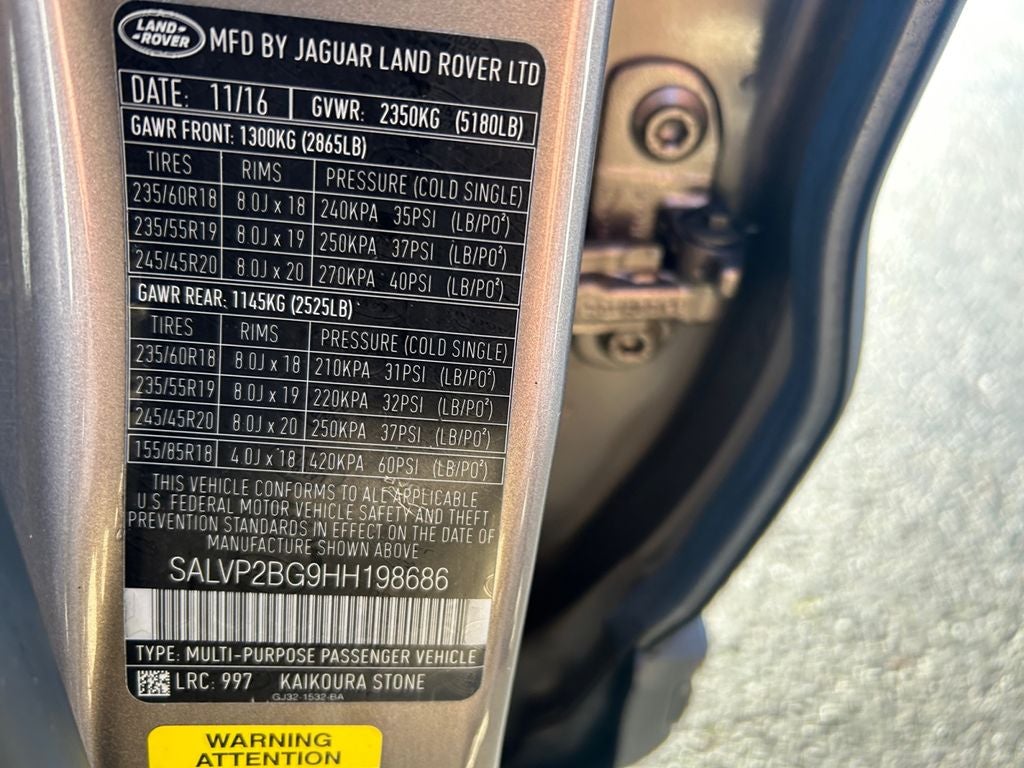 LAND ROVER
MFD BY JAGUAR LAND ROVER LTD
DATE: 11/16 GVWR: 2350KG (5180LB)
GAWR FRONT: 1300KG (2865LB)
TIRES RIMS PRESSURE (COLD SINGLE)
235/60R18 8.0J x 18 240KPA 35PSI (LB/PO²)
235/55R19 8.0J x 19 250KPA 37PSI (LB/PO²)
245/45R20 8.0J x 20 270KPA 40PSI (LB/PO²)
GAWR REAR: 1145KG (2525LB)
TIRES RIMS PRESSURE (COLD SINGLE)
235/60R18 8.0J x 18 210KPA 31PSI (LB/PO²)
235/55R19 8.0J x 19 220KPA 32PSI (LB/PO²)
245/45R20 8.0J x 20 250KPA 37PSI (LB/PO²)
155/85R18 4.0J x 18 420KPA 60PSI (LB/PO²)
THIS VEHICLE CONFORMS TO ALL APPLICABLE
U.S. FEDERAL MOTOR VEHICLE SAFETY AND THEFT
PREVENTION STANDARDS IN EFFECT ON THE DATE OF
MANUFACTURE SHOWN ABOVE
SALVP2BG9HH198686
TYPE: MULTI-PURPOSE PASSENGER VEHICLE
LRC: 997 KAIKOURA STONE
GJ32-1532-BA
WARNING
ATTENTION